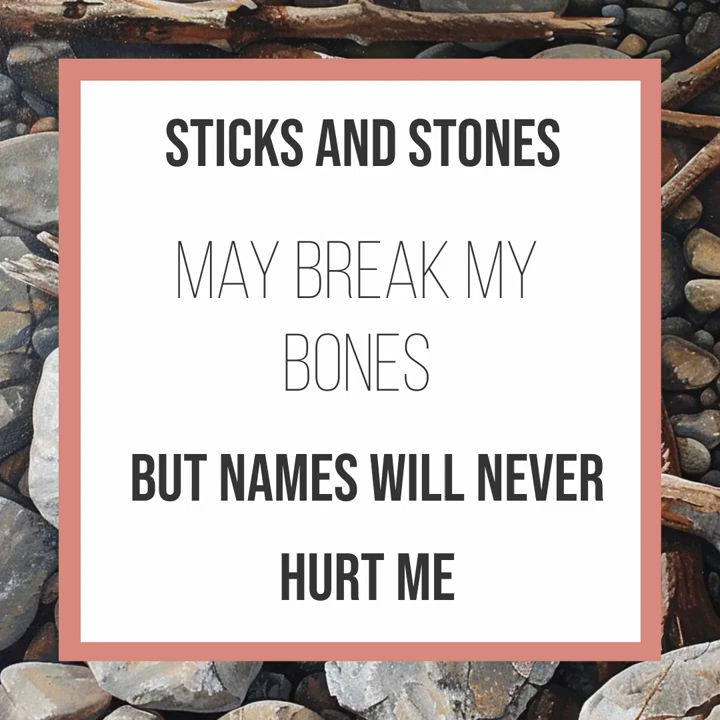 STICKS AND STONES
MAY BREAK MY
BONES
BUT NAMES WILL NEVER
HURT ME